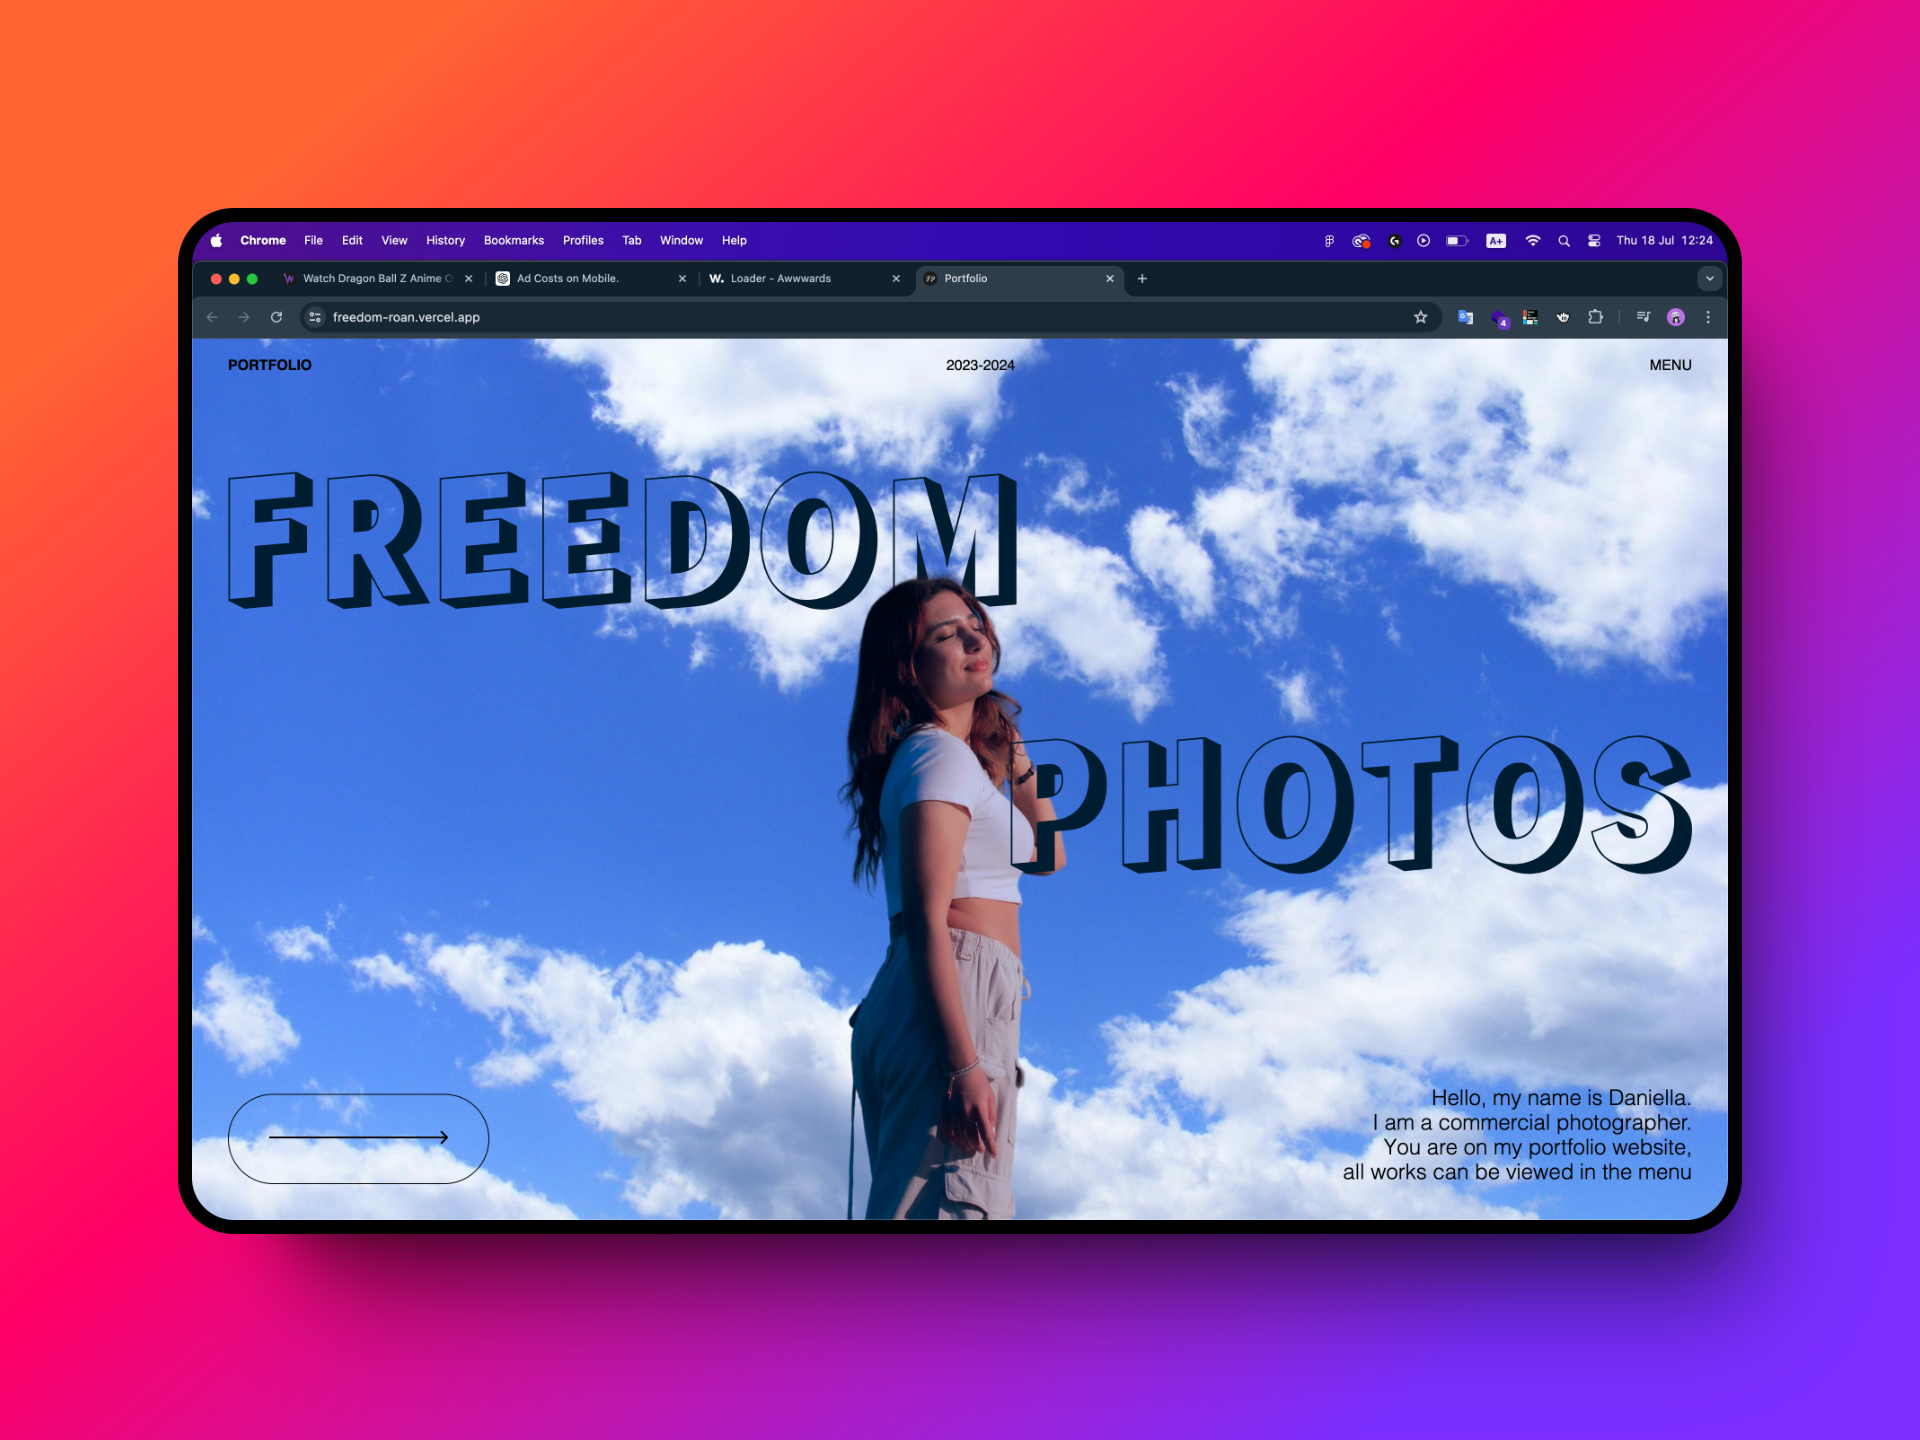 Chrome File Edit View History Bookmarks Profiles Tab Window Help
A+ Thu 18 Jul 12:24
Watch Dragon Ball Z Anime
Ad Costs on Mobile.
W. Loader - Awwwards
Portfolio
freedom-roan.vercel.app
4
PORTFOLIO
2023-2024
MENU
FREEDOM
PHOTOS
Hello, my name is Daniella.
I am a commercial photographer.
You are on my portfolio website,
all works can be viewed in the menu